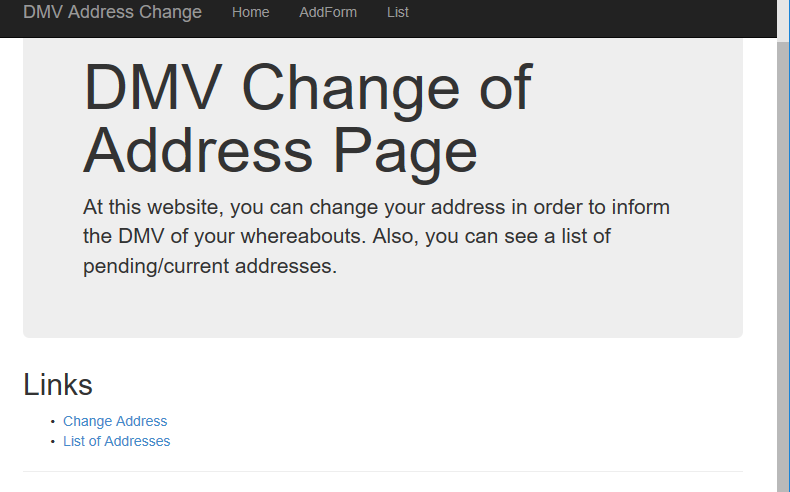 DMV Address Change Home AddForm List
DMV Change of
Address Page
At this website, you can change your address in order to inform
the DMV of your whereabouts. Also, you can see a list of
pending/current addresses.
Links
• Change Address
• List of Addresses